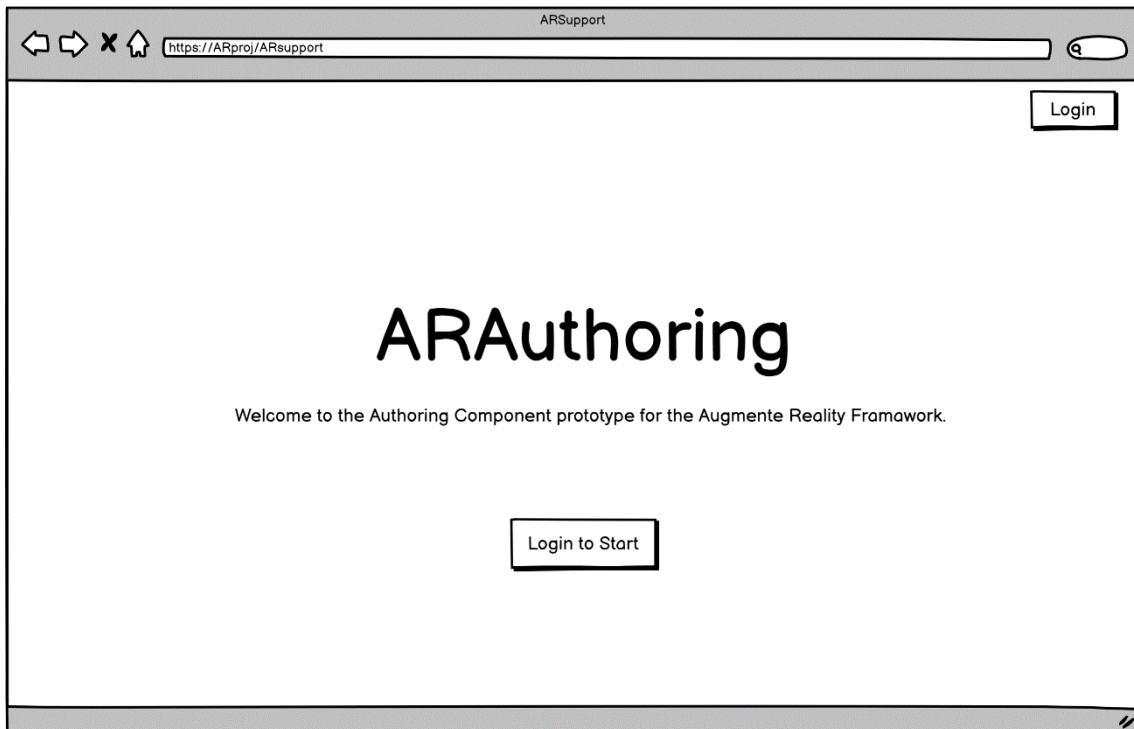 ARSupport
https://ARproj/ARsupport
Login
ARAuthoring
Welcome to the Authoring Component prototype for the Augmente Reality Framawork.
Login to Start